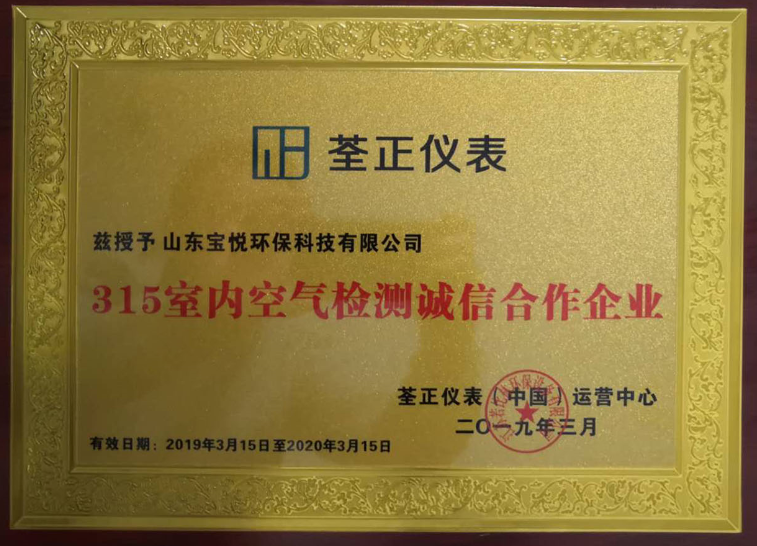 荃正仪表
兹授予 山东宝悦环保科技有限公司
315室内空气检测诚信合作企业
荃正仪表（中国）运营中心
二〇一九年三月
有效日期：2019年3月15日至2020年3月15日